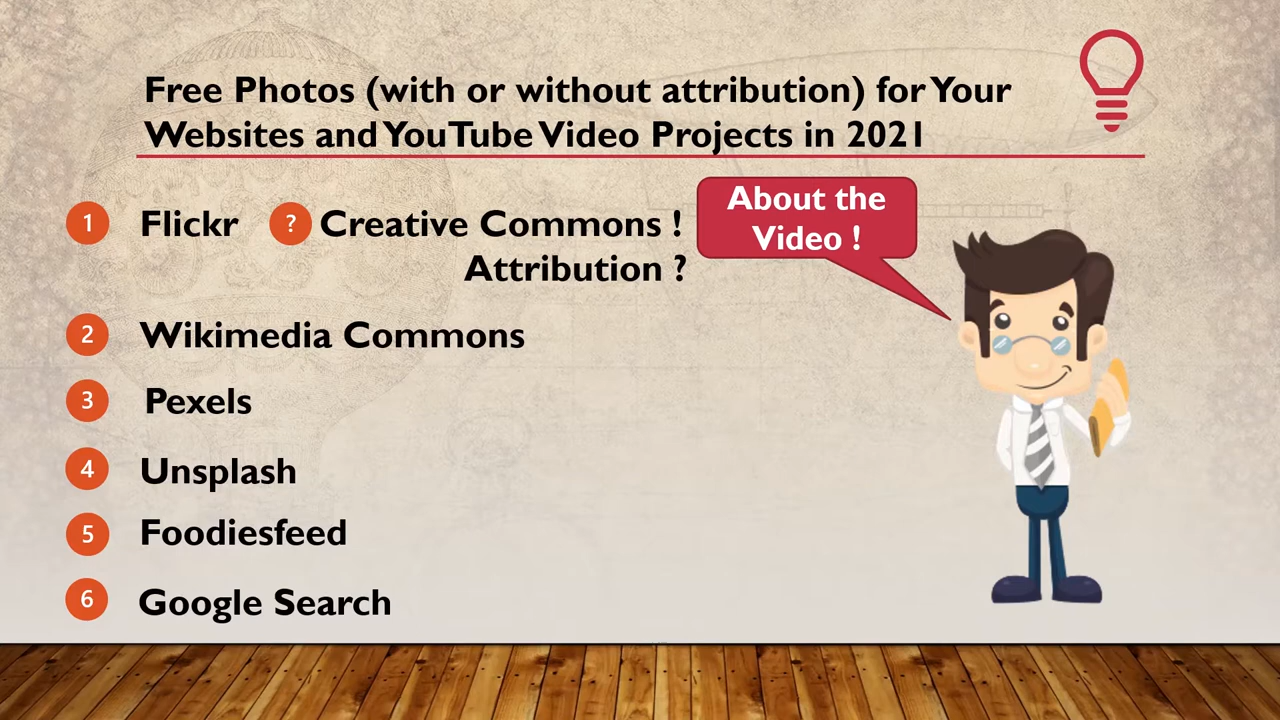 Free Photos (with or without attribution) for Your
Websites and YouTube Video Projects in 2021
About the
Video !
1 Flickr ? Creative Commons !
Attribution ?
2 Wikimedia Commons
3 Pexels
4 Unsplash
5 Foodiesfeed
6 Google Search